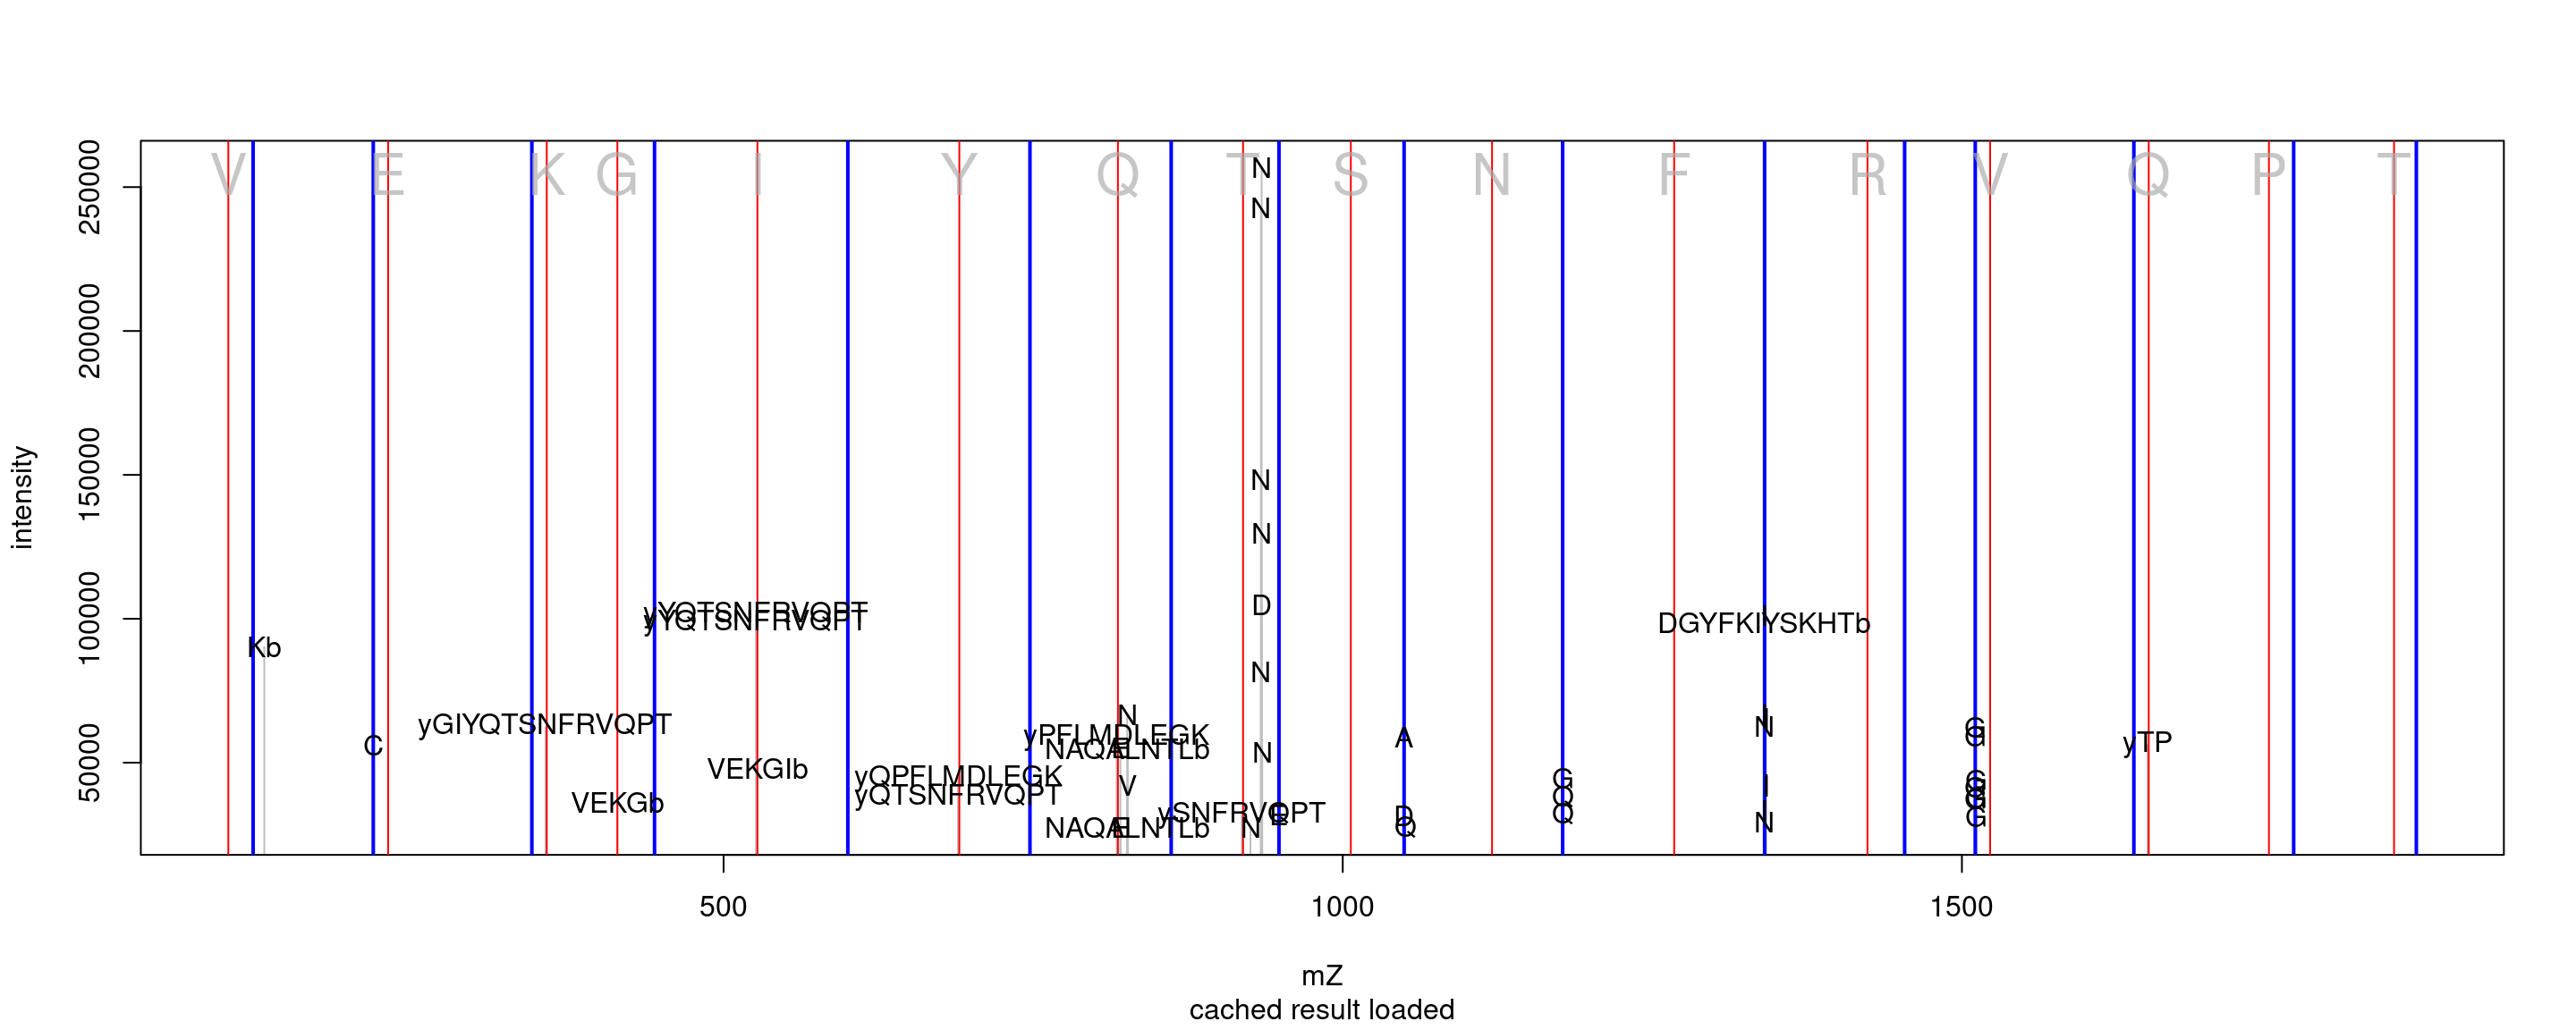 V E K G I Y Q T S N F R V Q P T
N
N
N
N
D
N
N
yYQTSNFRVQPT
yYQTSNFRVQPT
DGYFKIYSKHTb
Kb
yGIYQTSNFRVQPT
C
VEKGIb
VEKGb
yQPFLMDLEGK
yQTSNFRVQPT
N
yPFLMDLEGK
NAQAELNTLb
V
NAQAELNTLb
ySNFRVQPT
N
A
D
Q
G
Q
Q
N
I
N
G
G
G
G
yTP
intensity
50000 100000 150000 200000 250000
500 1000 1500
mZ
cached result loaded